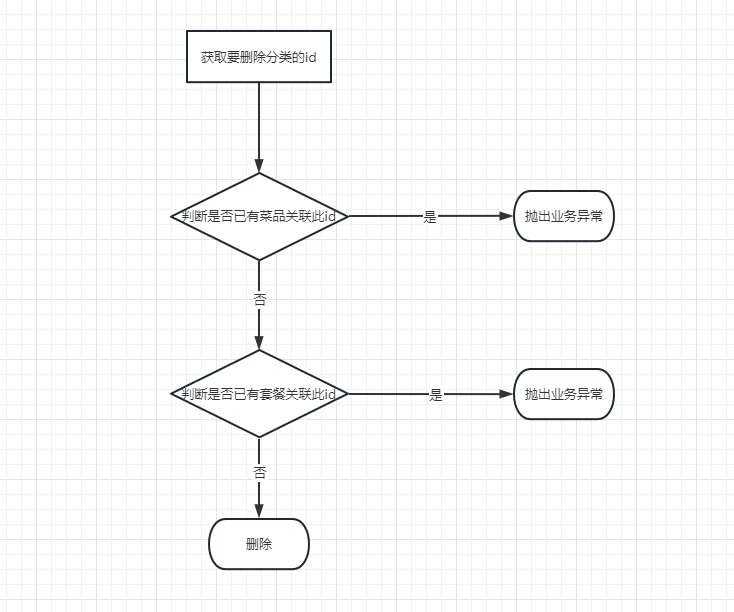 获取要删除分类的id
判断是否已有菜品关联此id
是
抛出业务异常
否
判断是否已有套餐关联此id
是
抛出业务异常
否
删除